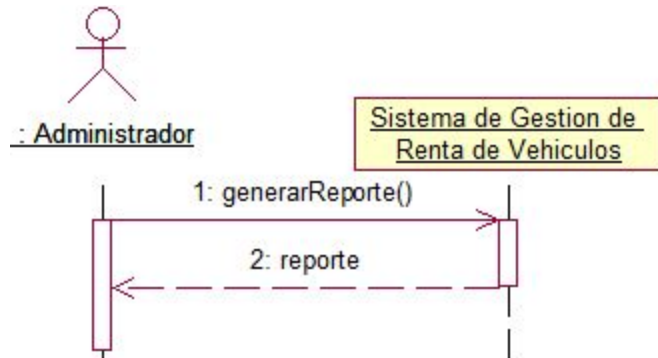 : Administrador
Sistema de Gestion de
Renta de Vehiculos
1: generarReporte()
2: reporte